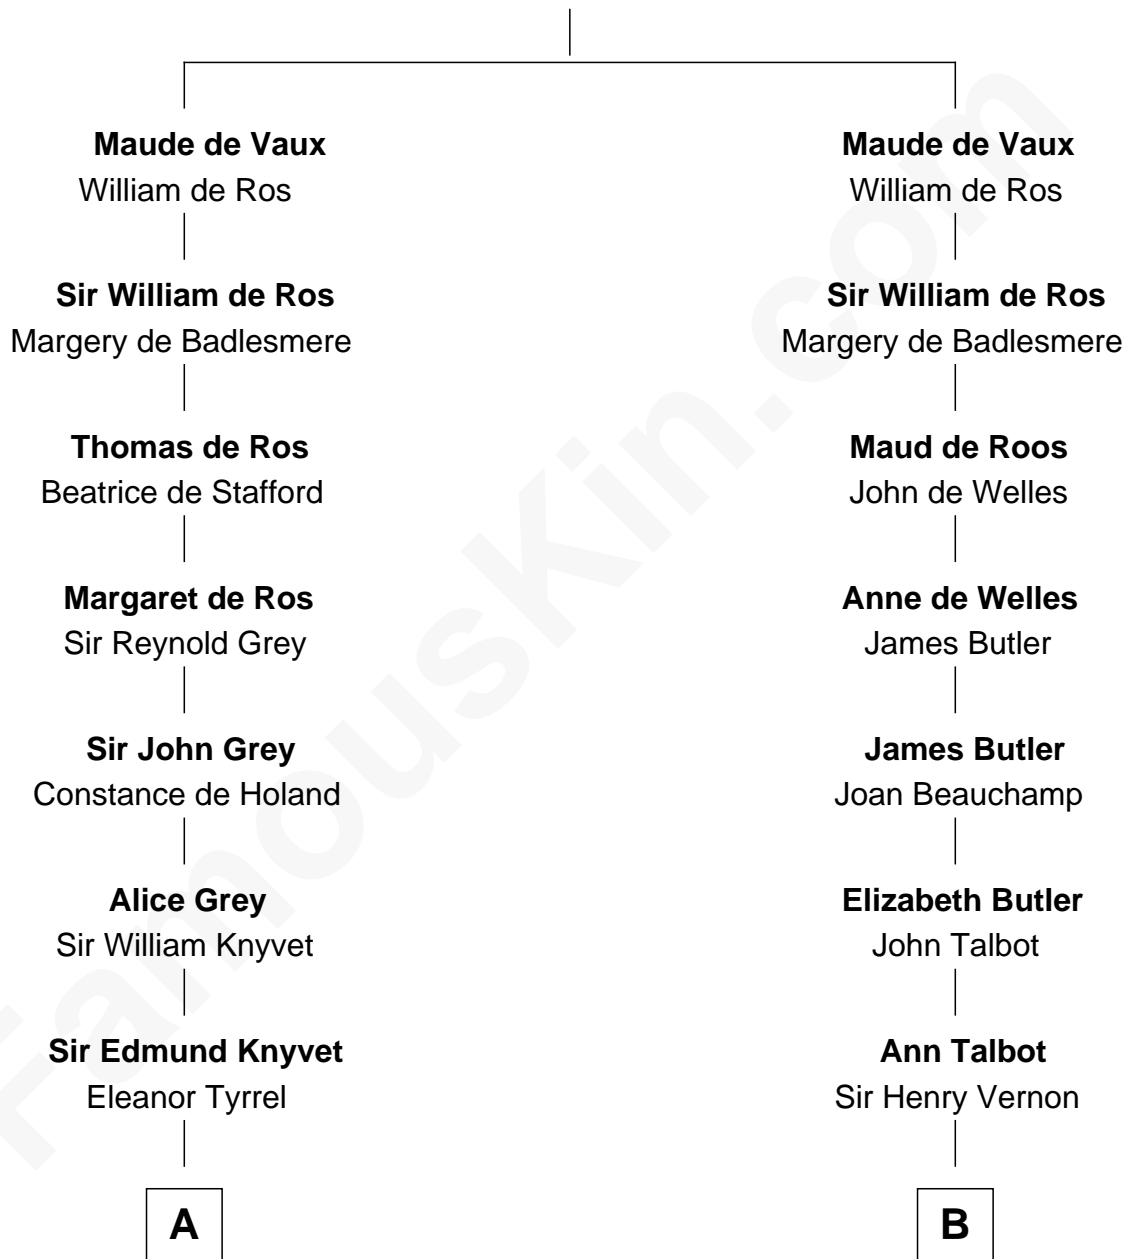 Maude de Vaux
William de Ros
Sir William de Ros
Margery de Badlesmere
Thomas de Ros
Beatrice de Stafford
Margaret de Ros
Sir Reynold Grey
Sir John Grey
Constance de Holand
Alice Grey
Sir William Knyvet
Sir Edmund Knyvet
Eleanor Tyrrel
A
Maude de Vaux
William de Ros
Sir William de Ros
Margery de Badlesmere
Maud de Roos
John de Welles
Anne de Welles
James Butler
James Butler
Joan Beauchamp
Elizabeth Butler
John Talbot
Ann Talbot
Sir Henry Vernon
B
FamousKin.com